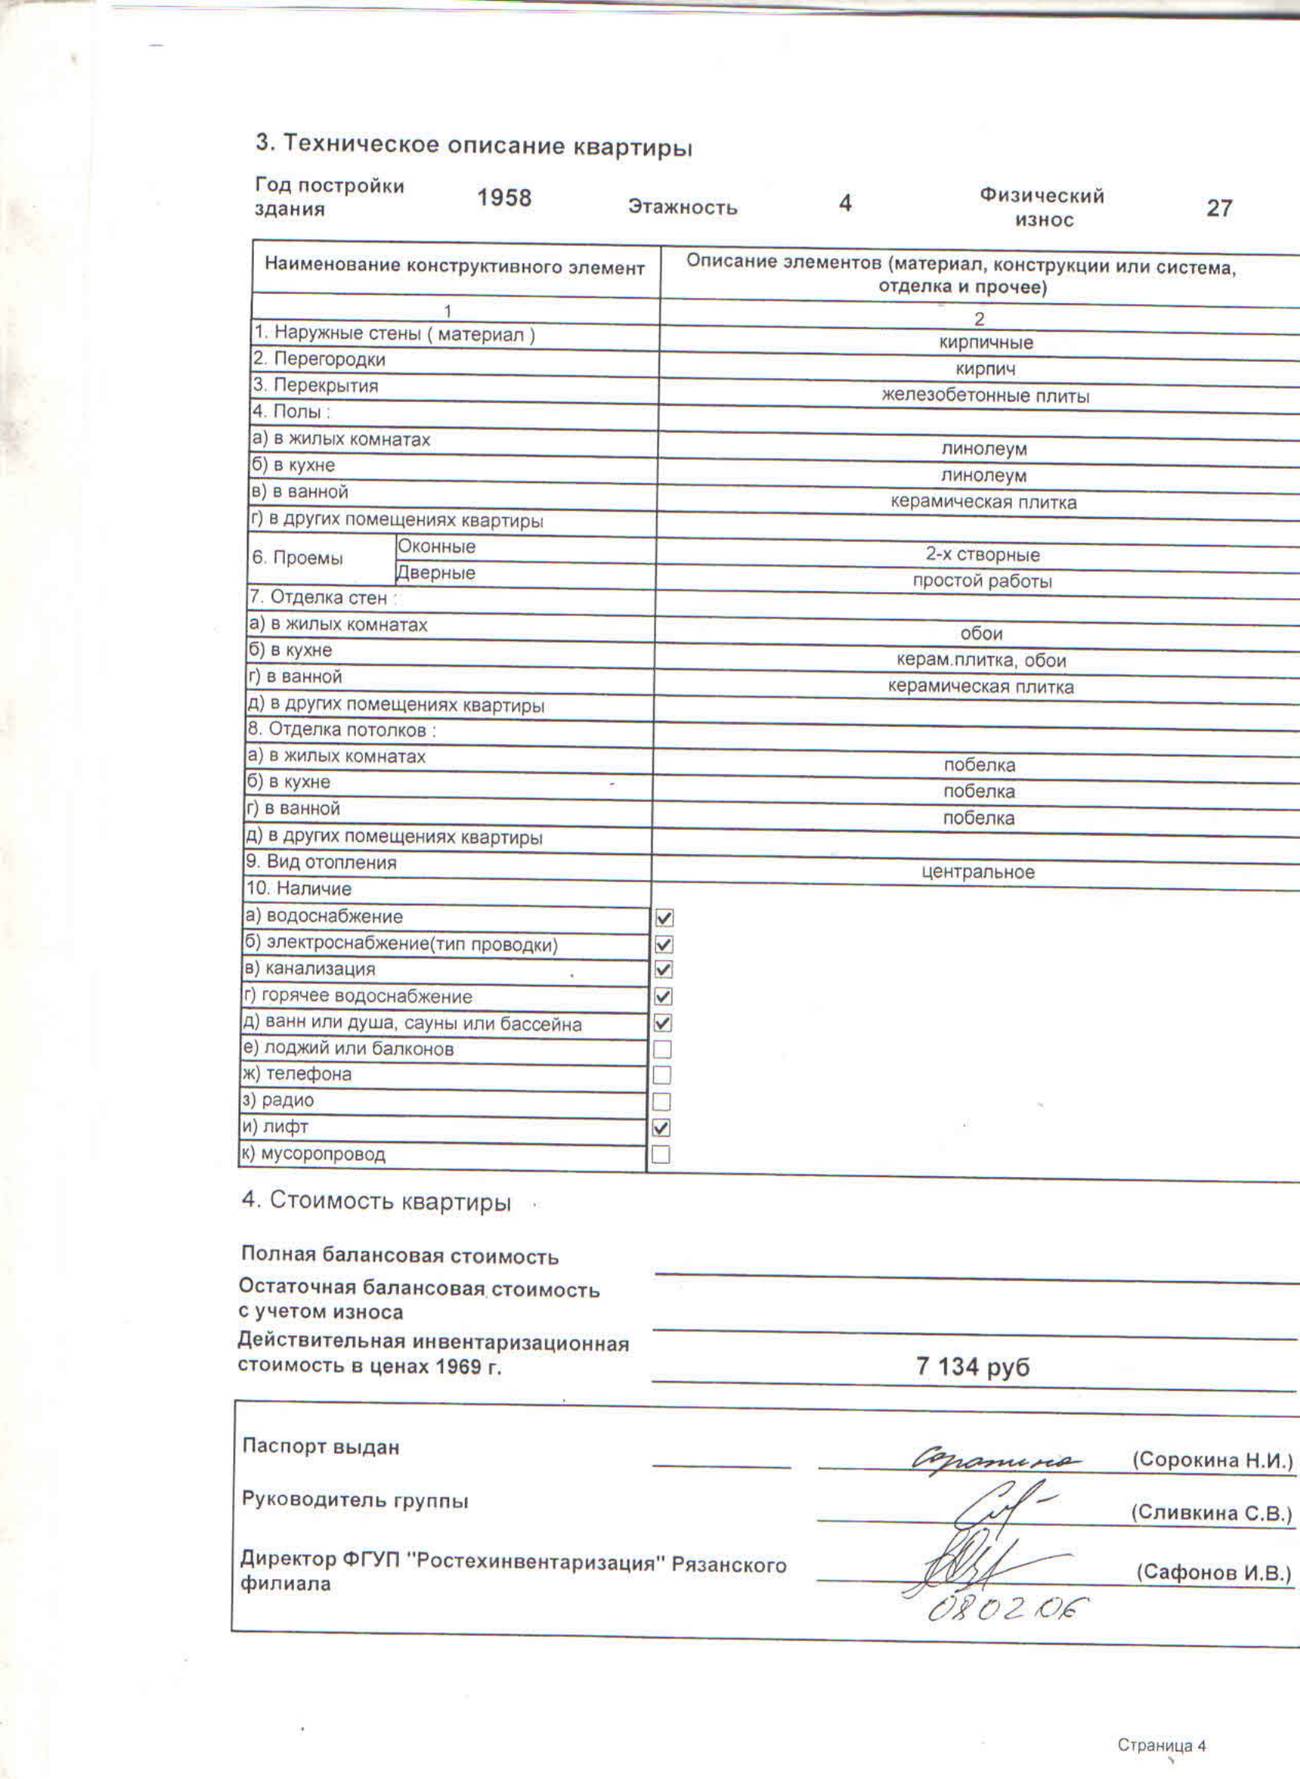 3. Техническое описание квартиры
Год постройки здания 1958 Этажность 4 Физический износ 27
Наименование конструктивного элемент Описание элементов (материал, конструкции или система, отделка и прочее)
1 2
1. Наружные стены ( материал ) кирпичные
2. Перегородки кирпич
3. Перекрытия железобетонные плиты
4. Полы :
а) в жилых комнатах линолеум
б) в кухне линолеум
в) в ванной керамическая плитка
г) в других помещениях квартиры
6. Проемы Оконные 2-х створные
Дверные простой работы
7. Отделка стен :
а) в жилых комнатах обои
б) в кухне керам.плитка, обои
г) в ванной керамическая плитка
д) в других помещениях квартиры
8. Отделка потолков :
а) в жилых комнатах побелка
б) в кухне побелка
г) в ванной побелка
д) в других помещениях квартиры
9. Вид отопления центральное
10. Наличие
а) водоснабжение
б) электроснабжение(тип проводки)
в) канализация
г) горячее водоснабжение
д) ванн или душа, сауны или бассейна
е) лоджий или балконов
ж) телефона
з) радио
и) лифт
к) мусоропровод
4. Стоимость квартиры
Полная балансовая стоимость
Остаточная балансовая стоимость
с учетом износа
Действительная инвентаризационная
стоимость в ценах 1969 г. 7 134 руб
Паспорт выдан (Сорокина Н.И.)
Руководитель группы (Сливкина С.В.)
Директор ФГУП "Ростехинвентаризация" Рязанского
филиала (Сафонов И.В.)
08 02 06
Страница 4